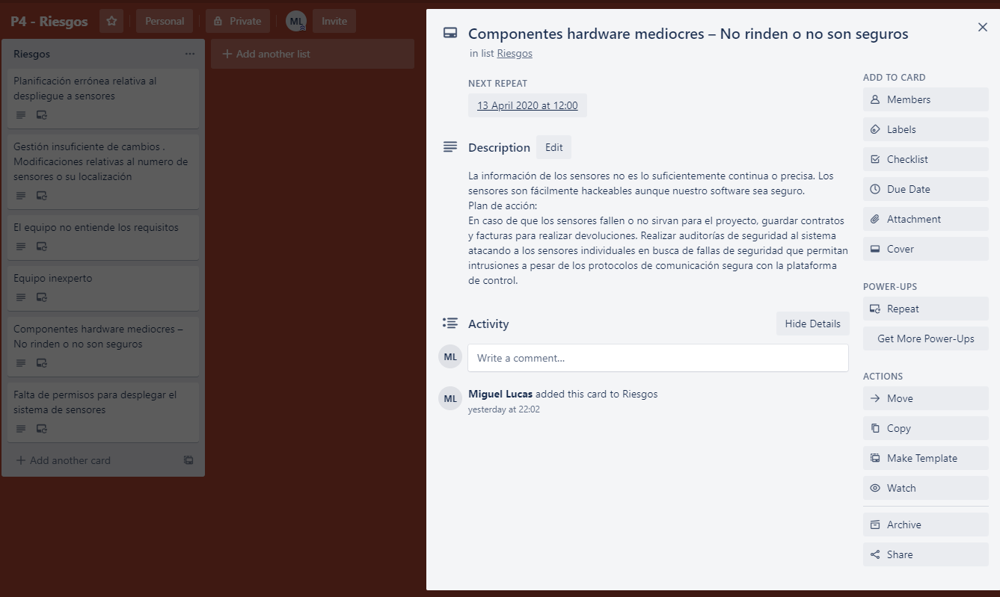 P4 - Riesgos
Personal
Private
ML
Invite
Riesgos
Planificación errónea relativa al
despliegue a sensores
Gestión insuficiente de cambios .
Modificaciones relativas al numero de
sensores o su localización
El equipo no entiende los requisitos
Equipo inexperto
Componentes hardware mediocres –
No rinden o no son seguros
Falta de permisos para desplegar el
sistema de sensores
+ Add another card
+ Add another list
Componentes hardware mediocres – No rinden o no son seguros
in list Riesgos
NEXT REPEAT
13 April 2020 at 12:00
Description
Edit
La información de los sensores no es lo suficientemente continua o precisa. Los
sensores son fácilmente hackeables aunque nuestro software sea seguro.
Plan de acción:
En caso de que los sensores fallen o no sirvan para el proyecto, guardar contratos
y facturas para realizar devoluciones. Realizar auditorías de seguridad al sistema
atacando a los sensores individuales en busca de fallas de seguridad que permitan
intrusiones a pesar de los protocolos de comunicación segura con la plataforma
de control.
Activity
Hide Details
ML
Write a comment...
ML
Miguel Lucas added this card to Riesgos
yesterday at 22:02
ADD TO CARD
Members
Labels
Checklist
Due Date
Attachment
Cover
POWER-UPS
Repeat
Get More Power-Ups
ACTIONS
Move
Copy
Make Template
Watch
Archive
Share